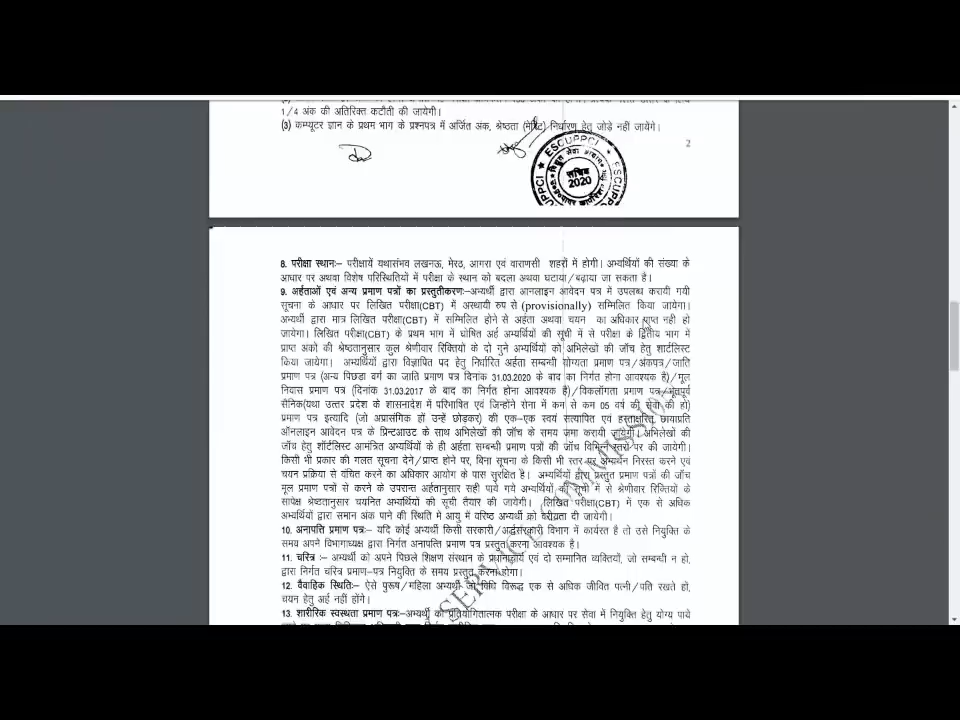 1/4 अंक की अतिरिक्त कटौती की जायेगी।
(3) कम्प्यूटर ज्ञान के प्रथम भाग के प्रश्नपत्र में अर्जित अंक, श्रेष्ठता (मेरिट) निर्धारण हेतु जोड़े नहीं जायेगे।
2
ESCUPPCI ★ ESCUPPCI ★
सचिव
2020
8. परीक्षा स्थानः– परीक्षायें यथासंभव लखनऊ, मेरठ, आगरा एवं वाराणसी शहरों में होगी। अभ्यर्थियों की संख्या के
आधार पर अथवा विशेष परिस्थितियों में परीक्षा के स्थान को बदला अथवा घटाया/बढ़ाया जा सकता है।
9. अर्हताओं एवं अन्य प्रमाण पत्रों का प्रस्तुतीकरणः–अभ्यर्थी द्वारा आनलाइन आवेदन पत्र में उपलब्ध करायी गयी
सूचना के आधार पर लिखित परीक्षा(CBT) में अस्थायी रुप से (provisionally) सम्मिलित किया जायेगा।
अभ्यर्थी द्वारा मात्र लिखित परीक्षा(CBT) में सम्मिलित होने से अर्हता अथवा चयन का अधिकार प्राप्त नही हो
जायेगा। लिखित परीक्षा(CBT) के प्रथम भाग में घोषित अर्ह अभ्यर्थियों की सूची में से परीक्षा के द्वितीय भाग में
प्राप्त अको की श्रेष्ठतानुसार कुल श्रेणीवार रिक्तियो के दो गुने अभ्यर्थियों को अभिलेखों की जाँच हेतु शार्टलिस्ट
किया जायेगा। अभ्यर्थियों द्वारा विज्ञापित पद हेतु निर्धारित अर्हता सम्बन्धी योग्यता प्रमाण पत्र/अंकपत्र/जाति
प्रमाण पत्र (अन्य पिछडा वर्ग का जाति प्रमाण पत्र दिनांक 31.03.2020 के बाद का निर्गत होना आवश्यक है)/मूल
निवास प्रमाण पत्र (दिनांक 31.03.2017 के बाद का निर्गत होना आवश्यक है)/विकलाँगता प्रमाण पत्र/भूतपूर्व
सैनिक(यथा उत्तर प्रदेश के शासनादेश में परिभाषित एवं जिन्होंने सेना में कम से कम 05 वर्ष की सेवा की हो)
प्रमाण पत्र इत्यादि (जो अप्रासंगिक हों उन्हें छोडकर) की एक–एक स्वयं सत्यापित एवं हस्ताक्षरित छायाप्रति
ऑनलाइन आवेदन पत्र के प्रिन्टआउट के साथ अभिलेखों की जाँच के समय जमा करायी जायेगी। अभिलेखों की
जाँच हेतु शॉर्टलिस्ट आमंत्रित अभ्यर्थियों के ही अर्हता सम्बन्धी प्रमाण पत्रों की जाँच विभिन्न स्तरों पर की जायेगी।
किसी भी प्रकार की गलत सूचना देने/प्राप्त होने पर, बिना सूचना के किसी भी स्तर पर अभ्यर्थन निरस्त करने एवं
चयन प्रक्रिया से वंचित करने का अधिकार आयोग के पास सुरक्षित है। अभ्यर्थियों द्वारा प्रस्तुत प्रमाण पत्रों की जाँच
मूल प्रमाण पत्रों से करने के उपरान्त अर्हतानुसार सही पाये गये अभ्यर्थियों की सूची में से श्रेणीवार रिक्तियों के
सापेक्ष श्रेष्ठतानुसार चयनित अभ्यर्थियों की सूची तैयार की जायेगी। लिखित परीक्षा(CBT) में एक से अधिक
अभ्यर्थियों द्वारा समान अंक पाने की स्थिति मे आयु में वरिष्ठ अभ्यर्थी को वरीयता दी जायेगी।
10. अनापत्ति प्रमाण पत्रः– यदि कोई अभ्यर्थी किसी सरकारी/अर्द्धसरकारी विभाग में कार्यरत है तो उसे नियुक्ति के
समय अपने विभागाध्यक्ष द्वारा निर्गत अनापत्ति प्रमाण पत्र प्रस्तुत करना आवश्यक है।
11. चरित्र :– अभ्यर्थी को अपने पिछले शिक्षण संस्थान के प्रधानाचार्य एवं दो सम्मानित व्यक्तियों, जो सम्बन्धी न हो,
द्वारा निर्गत चरित्र प्रमाण–पत्र नियुक्ति के समय प्रस्तुत करना होगा।
12. वैवाहिक स्थितिः– ऐसे पुरूष/महिला अभ्यर्थी जो विधि विरूद्ध एक से अधिक जीवित पत्नी/पति रखते हो,
चयन हेतु अर्ह नहीं होंगे।
13. शारीरिक स्वस्थता प्रमाण पत्रः–अभ्यर्थी को प्रतियोगितात्मक परीक्षा के आधार पर सेवा में नियुक्ति हेतु योग्य पाये
SERVICE COMMISSION